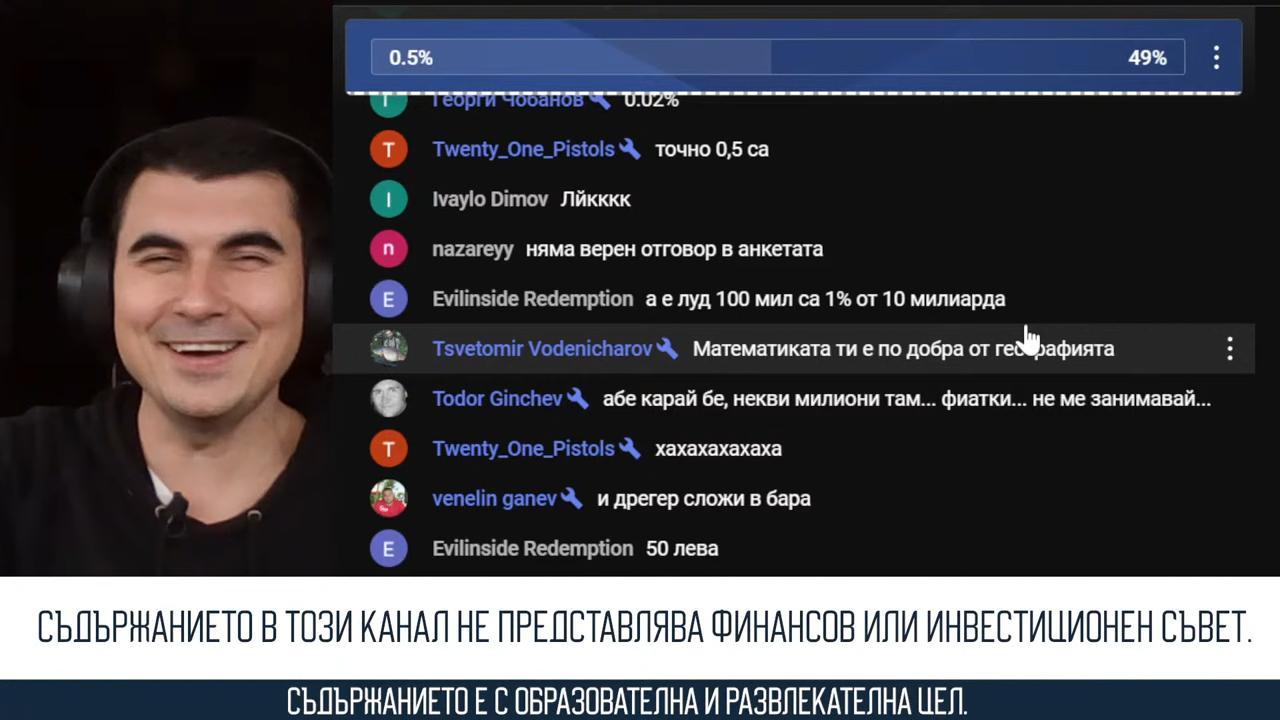 0.5% 49%
Георги Чобанов 0.02%
T Twenty_One_Pistols точно 0,5 са
I Ivaylo Dimov Лйкккк
n nazareyy няма верен отговор в анкетата
E Evilinside Redemption а е луд 100 мил са 1% от 10 милиарда
Tsvetomir Vodenicharov Математиката ти е по добра от географията
Todor Ginchev абе карай бе, некви милиони там... фиатки... не ме занимавай...
T Twenty_One_Pistols хахахахахаха
venelin ganev и дрегер сложи в бара
E Evilinside Redemption 50 лева
СЪДЪРЖАНИЕТО В ТОЗИ КАНАЛ НЕ ПРЕДСТАВЛЯВА ФИНАНСОВ ИЛИ ИНВЕСТИЦИОНЕН СЪВЕТ.
СЪДЪРЖАНИЕТО Е С ОБРАЗОВАТЕЛНА И РАЗВЛЕКАТЕЛНА ЦЕЛ.